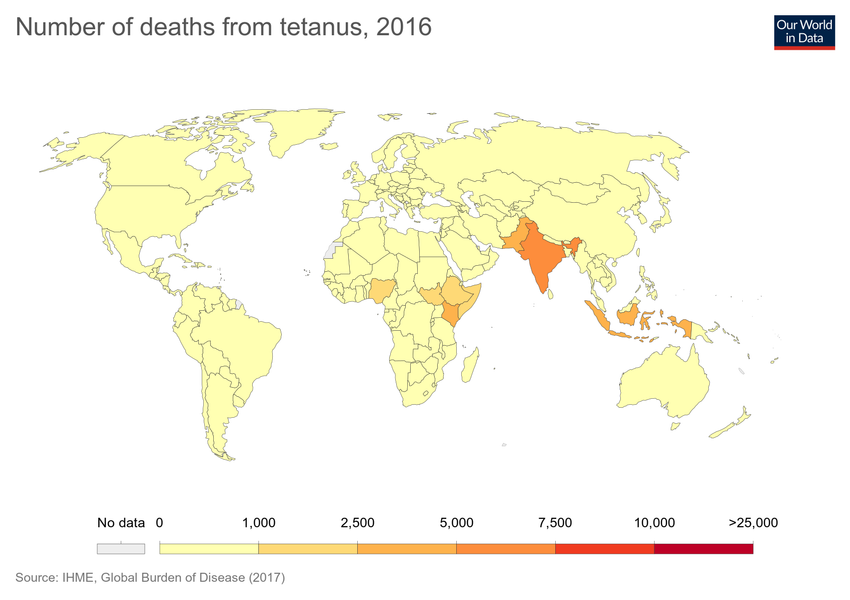 Number of deaths from tetanus, 2016
Our World
in Data
No data 0 1,000 2,500 5,000 7,500 10,000 >25,000
Source: IHME, Global Burden of Disease (2017)